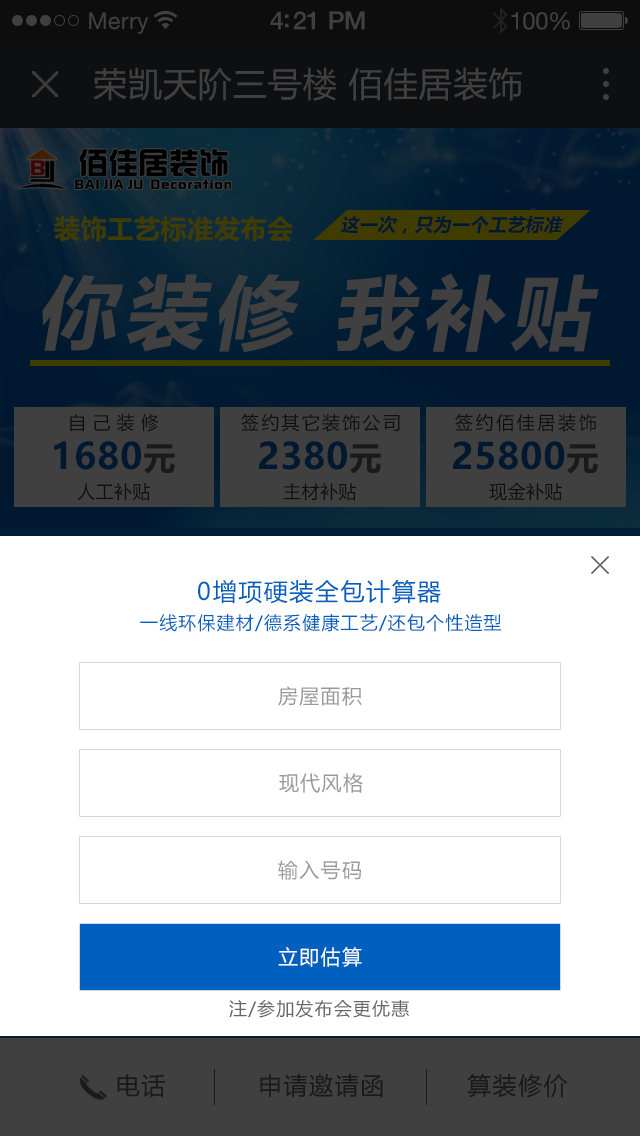 Merry 4:21 PM 100%
荣凯天阶三号楼 佰佳居装饰
BJ 佰佳居装饰
BAI JIA JU Decoration
装饰工艺标准发布会 这一次，只为一个工艺标准
你装修 我补贴
自己装修 签约其它装饰公司 签约佰佳居装饰
1680元 2380元 25800元
人工补贴 主材补贴 现金补贴
0增项硬装全包计算器
一线环保建材/德系健康工艺/还包个性造型
房屋面积
现代风格
输入号码
立即估算
注/参加发布会更优惠
电话 申请邀请函 算装修价